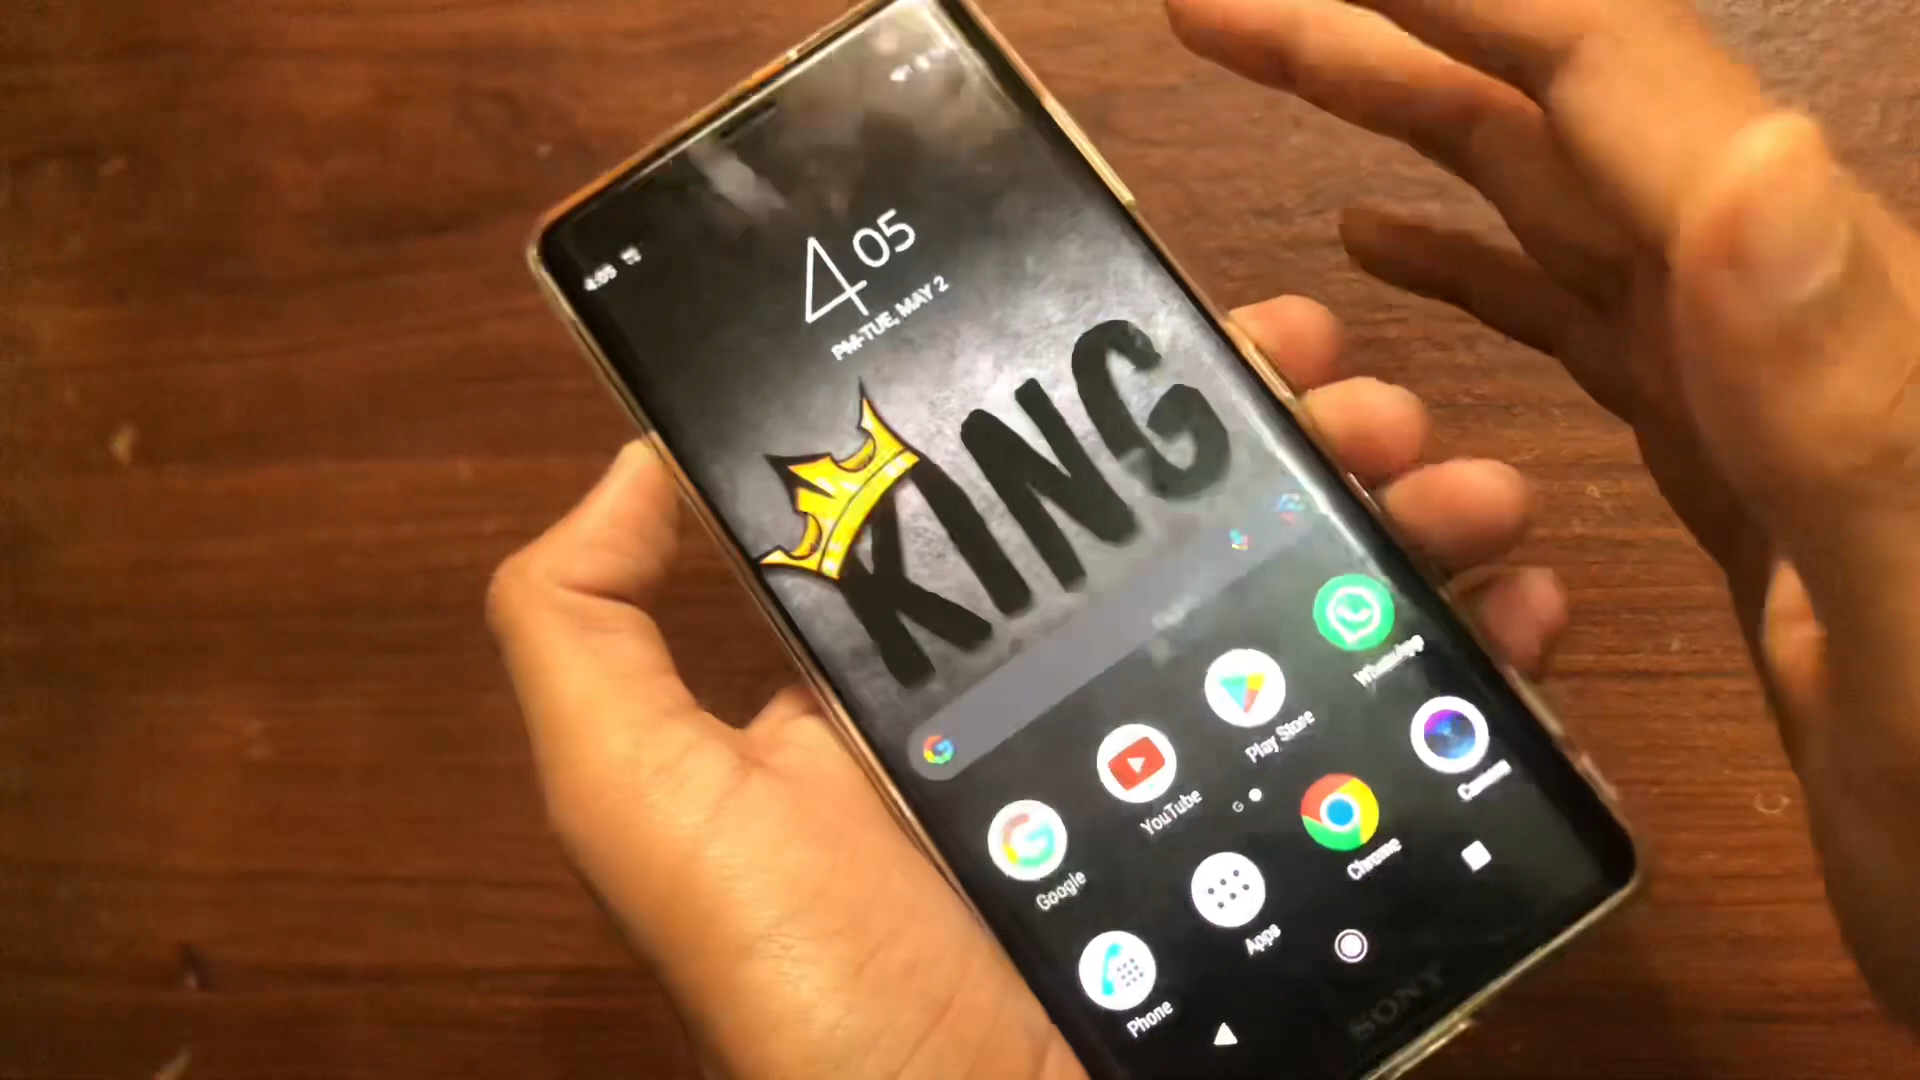 4:05
4 05
PM-TUE, MAY 2
KING
WhatsApp
Play Store
YouTube
Google
Camera
Chrome
Apps
Phone
SONY